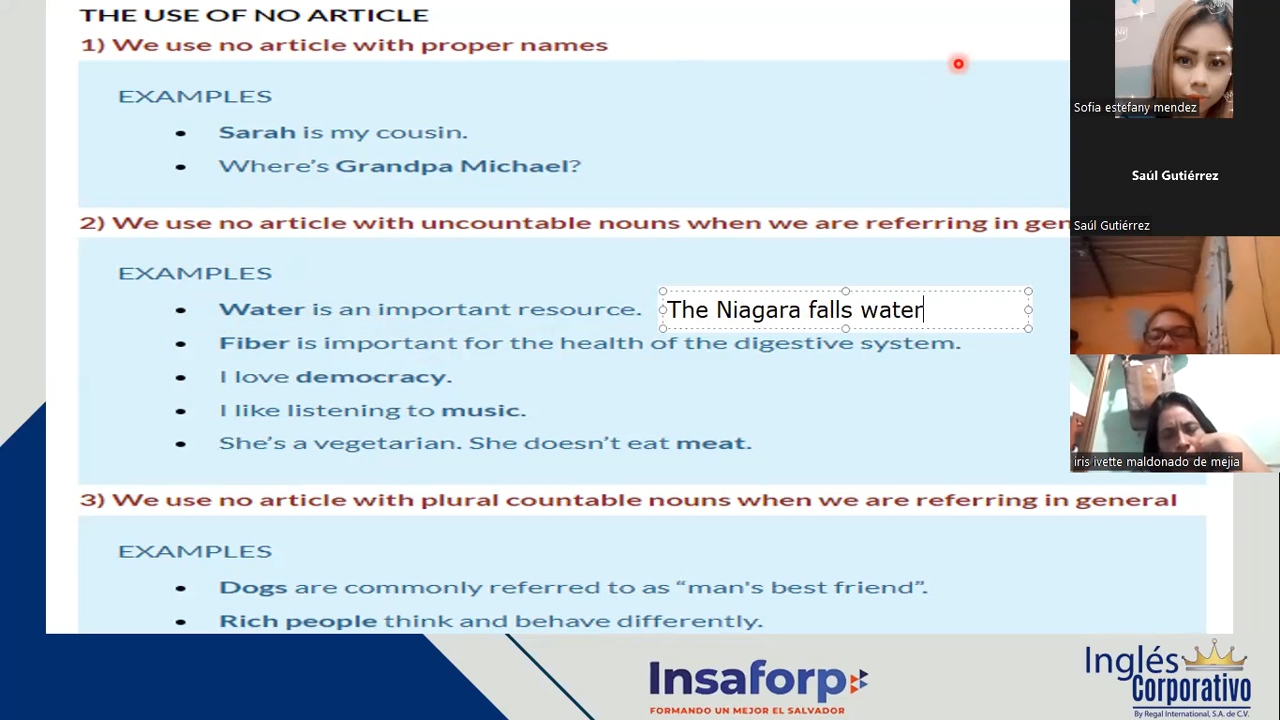 THE USE OF NO ARTICLE
1) We use no article with proper names
EXAMPLES
Sarah is my cousin.
Where's Grandpa Michael?
2) We use no article with uncountable nouns when we are referring in gen
EXAMPLES
Water is an important resource.
The Niagara falls water
Fiber is important for the health of the digestive system.
I love democracy.
I like listening to music.
She's a vegetarian. She doesn't eat meat.
3) We use no article with plural countable nouns when we are referring in general
EXAMPLES
Dogs are commonly referred to as “man's best friend”.
Rich people think and behave differently.
Sofia estefany mendez
Saúl Gutiérrez
Saúl Gutiérrez
iris ivette maldonado de mejia
Insaforp
FORMANDO UN MEJOR EL SALVADOR
Inglés
Corporativo
By Regal International, S.A. de C.V.